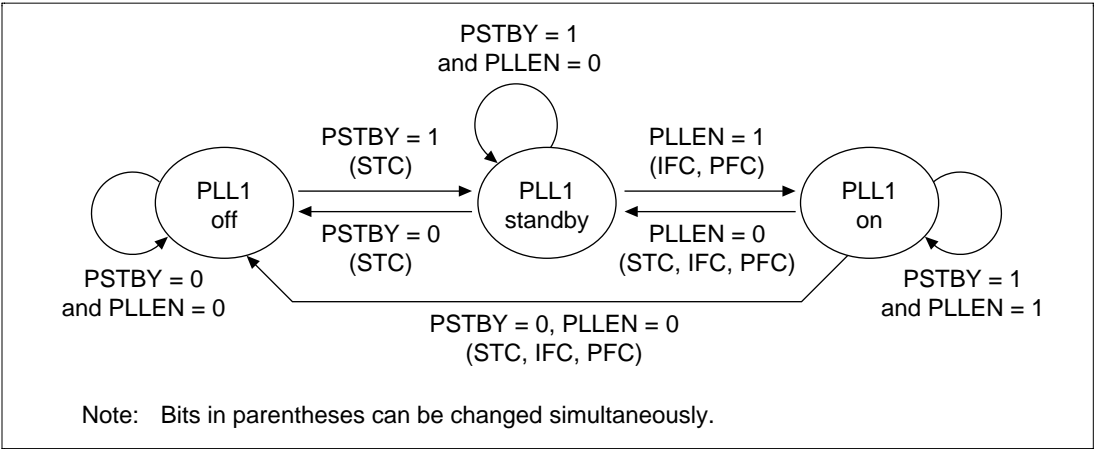 PSTBY = 1
and PLLEN = 0
PSTBY = 1
(STC)
PLLEN = 1
(IFC, PFC)
PLL1
off
PLL1
standby
PLL1
on
PSTBY = 0
(STC)
PLLEN = 0
(STC, IFC, PFC)
PSTBY = 0
and PLLEN = 0
PSTBY = 1
and PLLEN = 1
PSTBY = 0, PLLEN = 0
(STC, IFC, PFC)
Note: Bits in parentheses can be changed simultaneously.